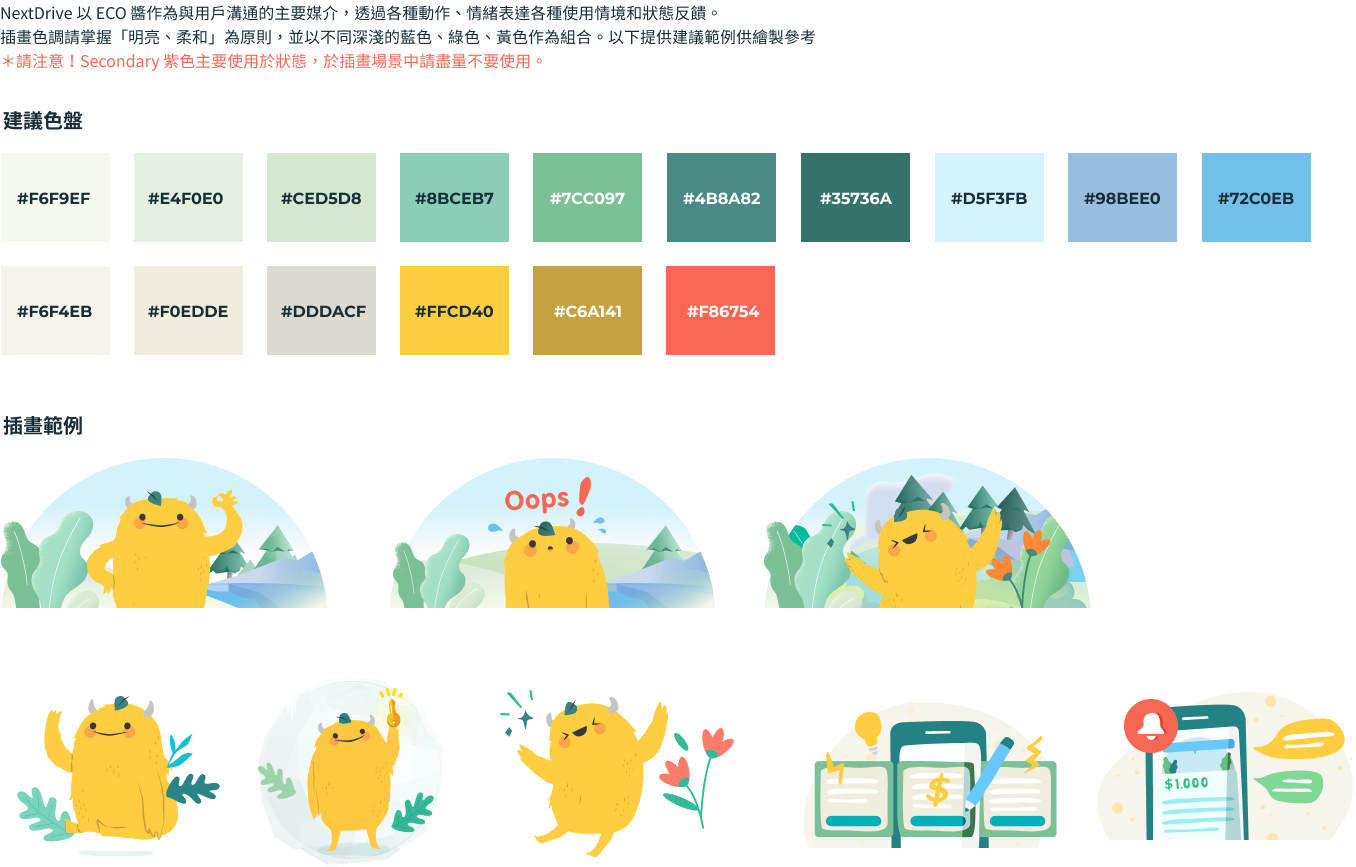 NextDrive 以 ECO 醬作為與用戶溝通的主要媒介，透過各種動作、情緒表達各種使用情境和狀態反饋。
插畫色調請掌握「明亮、柔和」為原則，並以不同深淺的藍色、綠色、黃色作為組合。以下提供建議範例供繪製參考
＊請注意！Secondary 紫色主要使用於狀態，於插畫場景中請盡量不要使用。
建議色盤
#F6F9EF #E4F0E0 #CED5D8 #8BCEB7 #7CC097 #4B8A82 #35736A #D5F3FB #98BEE0 #72C0EB
#F6F4EB #F0EDDE #DDDACF #FFCD40 #C6A141 #F86754
插畫範例
Oops!
$
$1.000